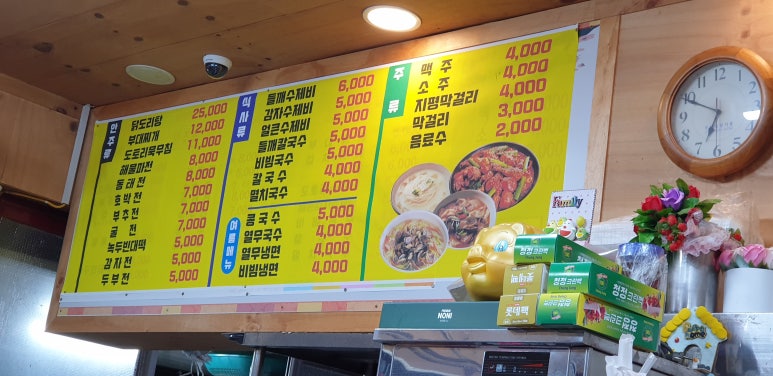 안주류
닭도리탕 25,000
부대찌개 12,000
도토리묵무침 11,000
해물파전 8,000
동 태 전 8,000
호 박 전 7,000
부 추 전 7,000
굴 전 7,000
녹두빈대떡 5,000
감 자 전 5,000
두 부 전 5,000
식사류
들깨수제비 6,000
감자수제비 5,000
얼큰수제비 5,000
들깨칼국수 5,000
비빔국수 5,000
칼 국 수 4,000
멸치국수 4,000
여름메뉴
콩 국 수 5,000
열무국수 4,000
열무냉면 4,000
비빔냉면 4,000
주류
맥 주 4,000
소 주 4,000
지평막걸리 4,000
막걸리 3,000
음료수 2,000
Family
NONI
청정크린백
청정크린백
롯데팩